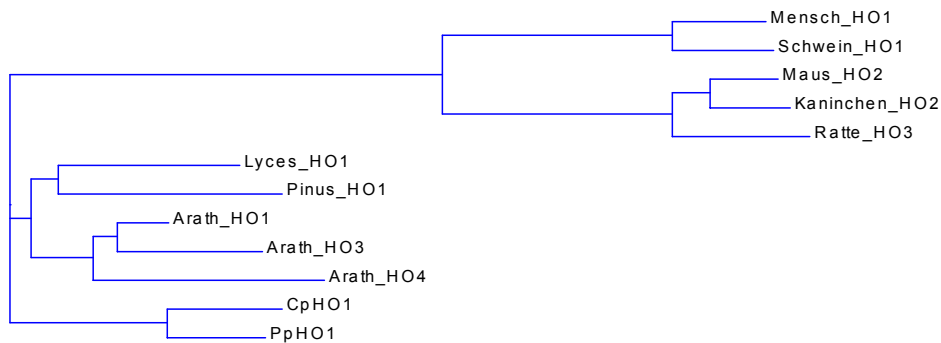 Mensch_HO1
Schwein_HO1
Maus_HO2
Kaninchen_HO2
Ratte_HO3
Lyces_HO1
Pinus_HO1
Arath_HO1
Arath_HO3
Arath_HO4
CpHO1
PpHO1